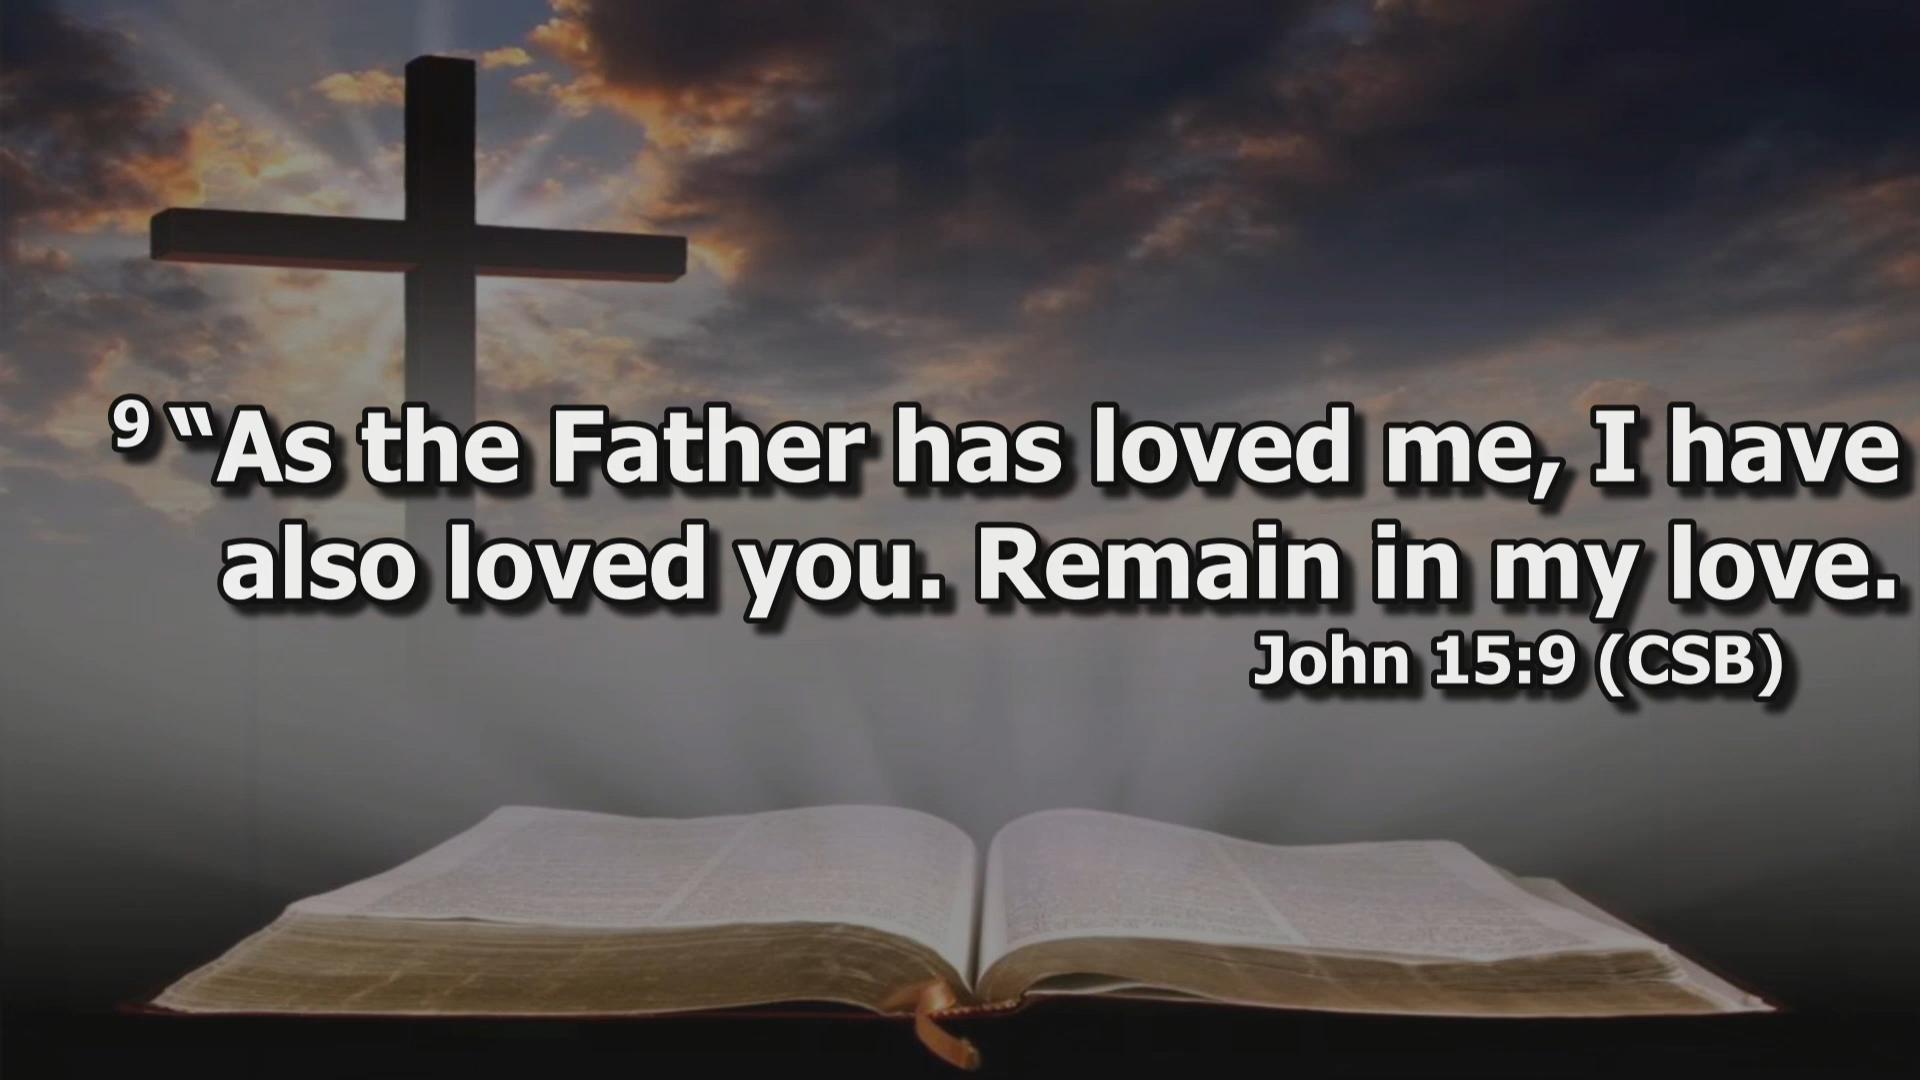 9 “As the Father has loved me, I have
also loved you. Remain in my love.
John 15:9 (CSB)